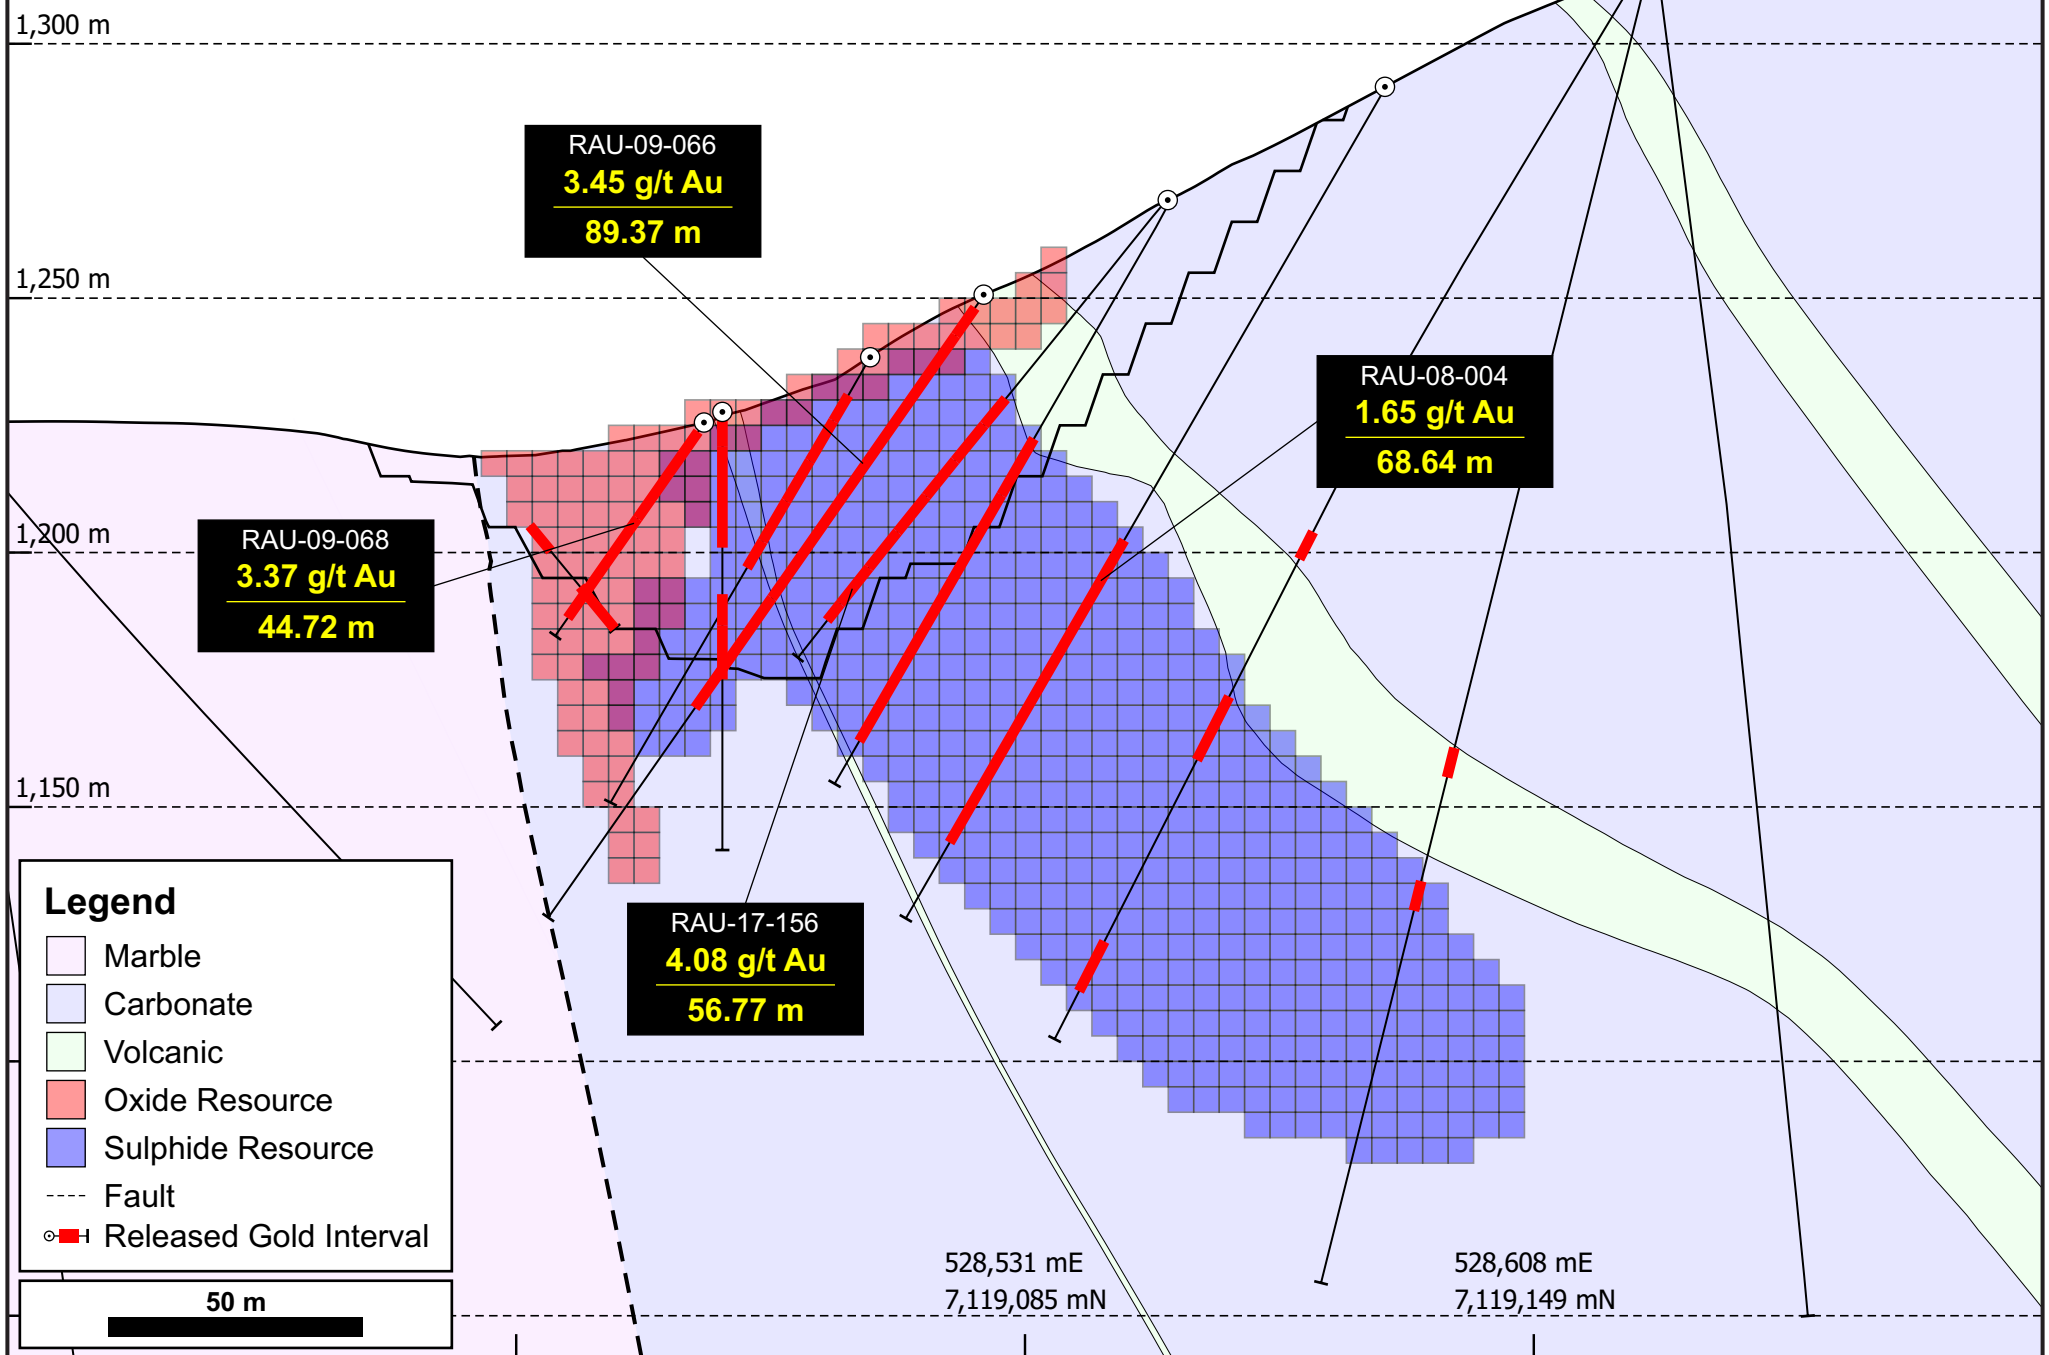 1,300 m
RAU-09-066
3.45 g/t Au
89.37 m
1,250 m
RAU-08-004
1.65 g/t Au
68.64 m
1,200 m
RAU-09-068
3.37 g/t Au
44.72 m
1,150 m
RAU-17-156
4.08 g/t Au
56.77 m
Legend
Marble
Carbonate
Volcanic
Oxide Resource
Sulphide Resource
Fault
Released Gold Interval
50 m
528,531 mE
7,119,085 mN
528,608 mE
7,119,149 mN